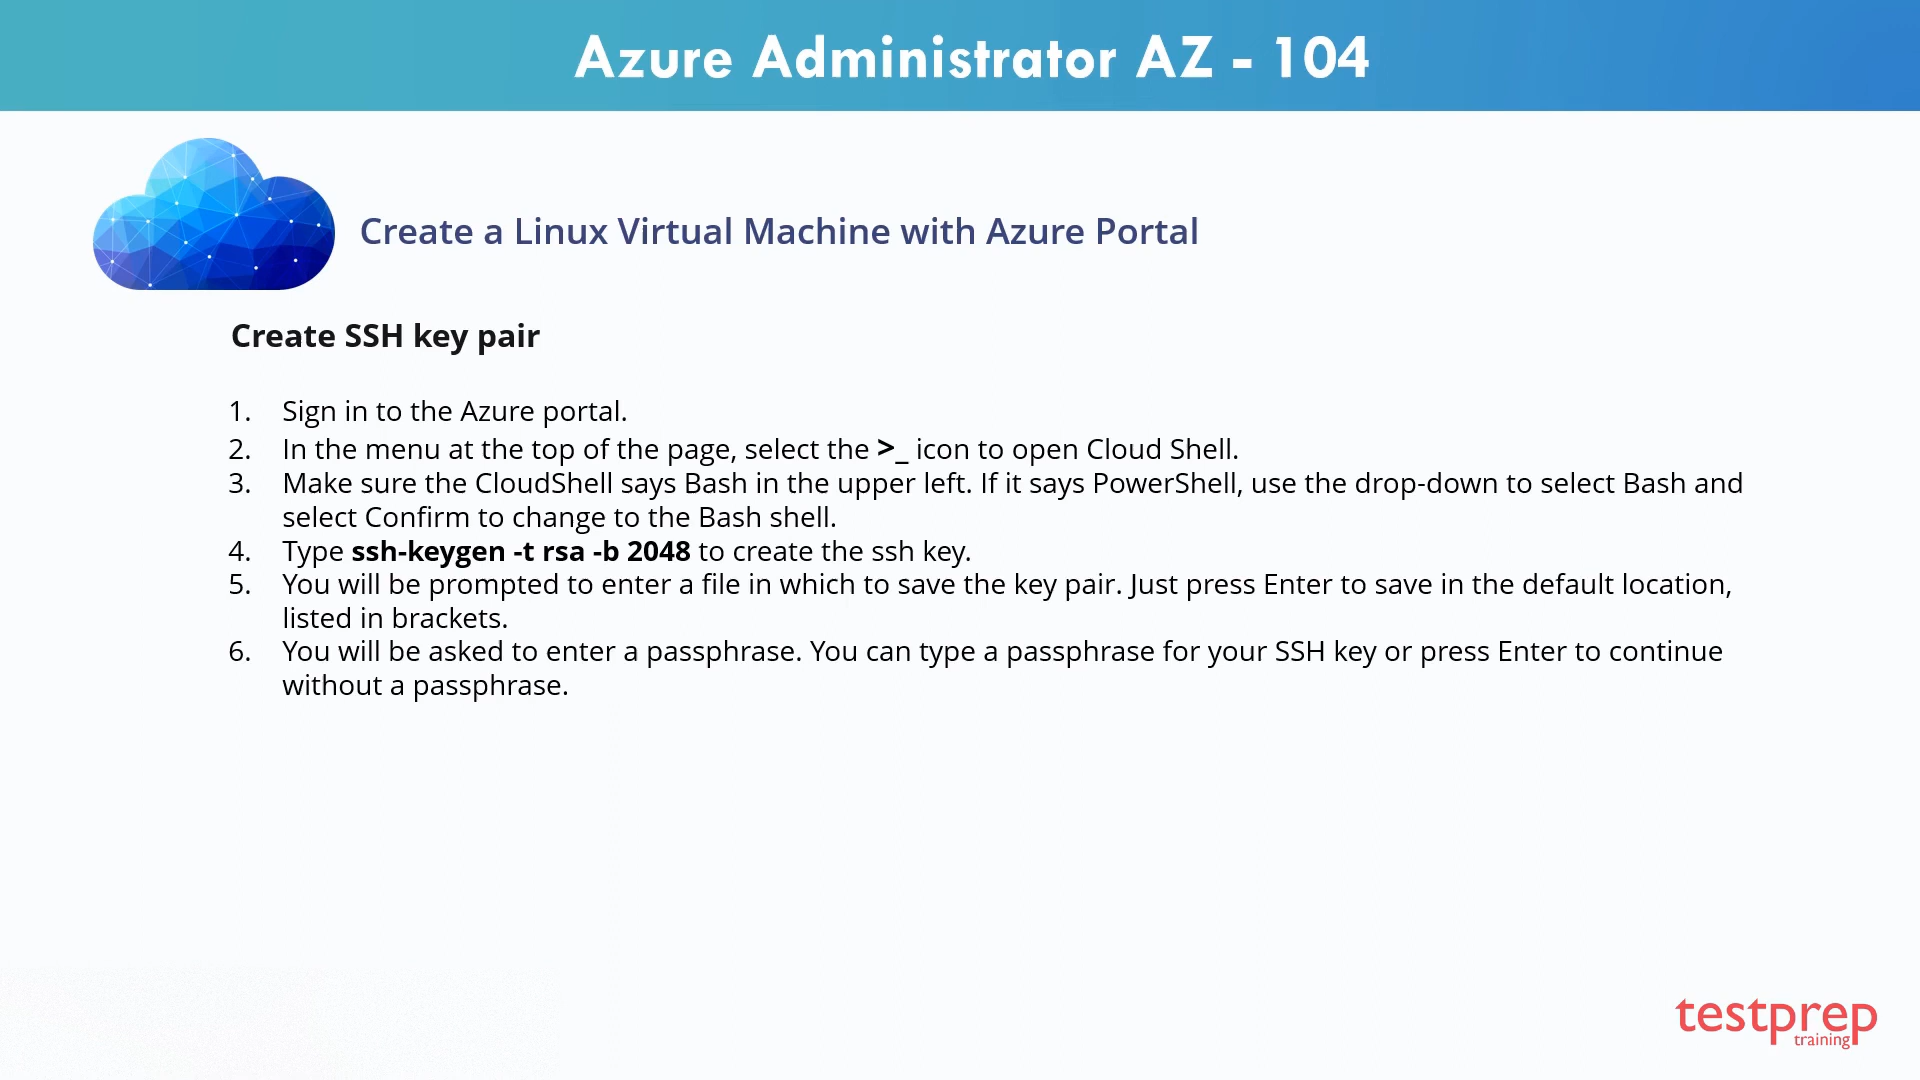 Azure Administrator AZ - 104
Create a Linux Virtual Machine with Azure Portal
Create SSH key pair
1. Sign in to the Azure portal.
2. In the menu at the top of the page, select the >_ icon to open Cloud Shell.
3. Make sure the CloudShell says Bash in the upper left. If it says PowerShell, use the drop-down to select Bash and
select Confirm to change to the Bash shell.
4. Type ssh-keygen -t rsa -b 2048 to create the ssh key.
5. You will be prompted to enter a file in which to save the key pair. Just press Enter to save in the default location,
listed in brackets.
6. You will be asked to enter a passphrase. You can type a passphrase for your SSH key or press Enter to continue
without a passphrase.
testprep
training